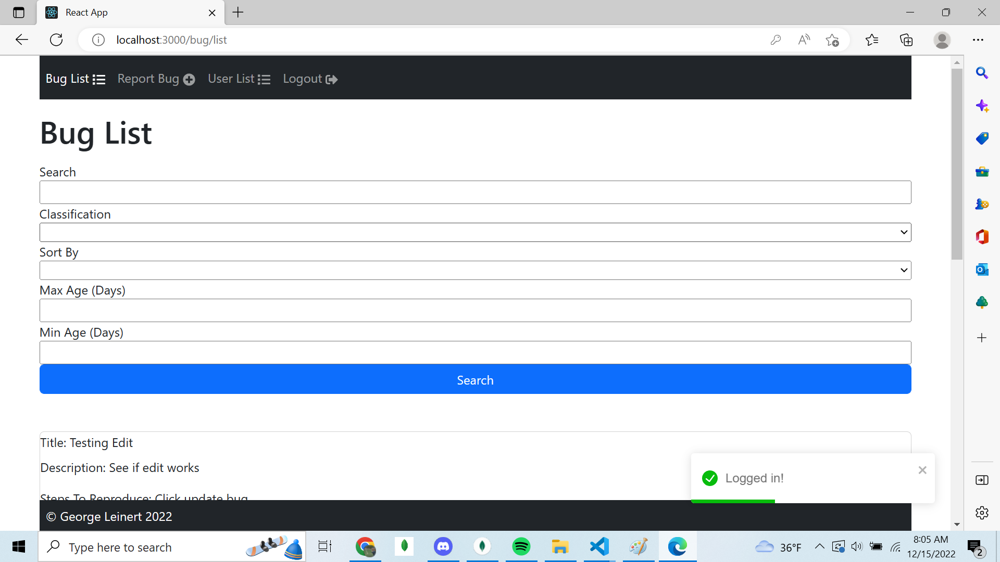 React App
localhost:3000/bug/list
Bug List Report Bug User List Logout
Bug List
Search
Classification
Sort By
Max Age (Days)
Min Age (Days)
Search
Title: Testing Edit
Description: See if edit works
Logged in!
Steps To Reproduce: Click update bug
© George Leinert 2022
Type here to search
36°F
8:05 AM
12/15/2022
2